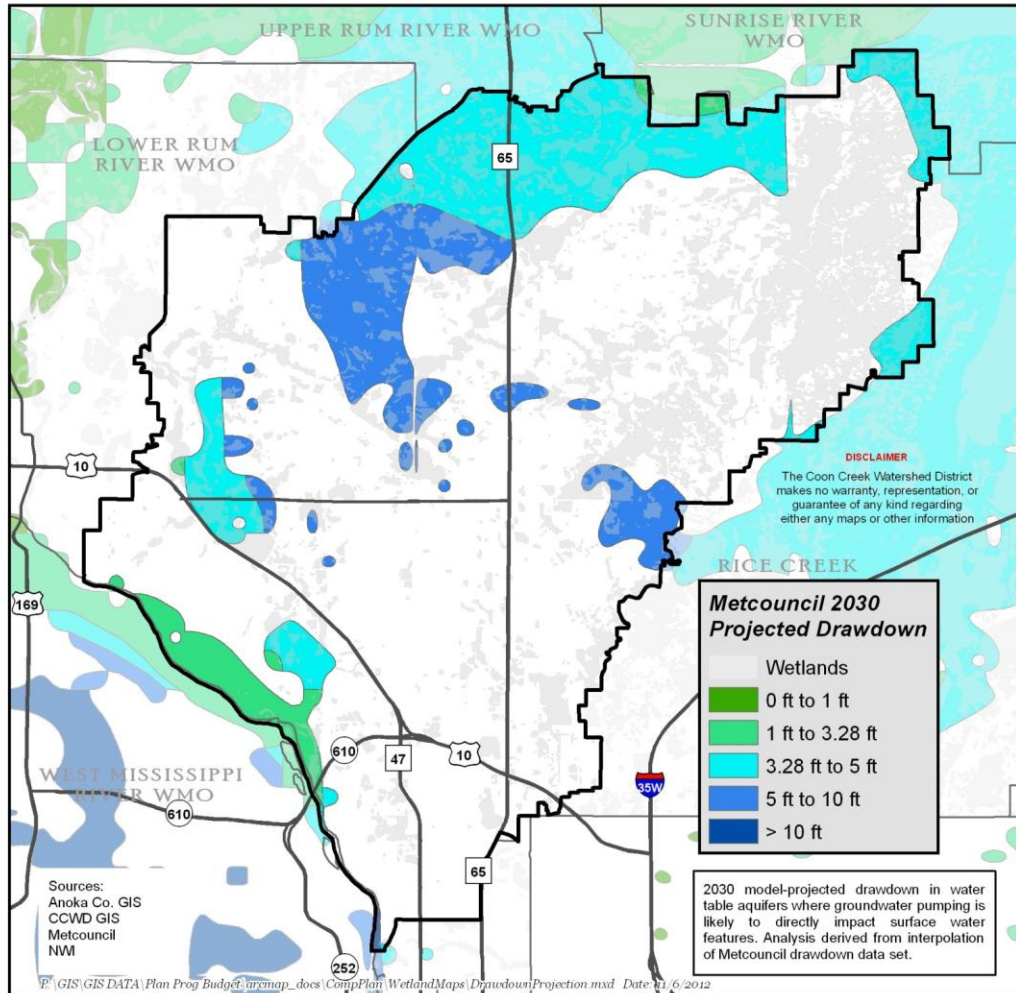 UPPER RUM RIVER WMO
SUNRISE RIVER
WMO
LOWER RUM
RIVER WMO
65
10
DISCLAIMER
The Coon Creek Watershed District
makes no warranty, representation, or
guarantee of any kind regarding
either any maps or other information
RICE CREEK
169
Metcouncil 2030
Projected Drawdown
Wetlands
0 ft to 1 ft
1 ft to 3.28 ft
3.28 ft to 5 ft
5 ft to 10 ft
> 10 ft
610
47
10
35W
WEST MISSISSIPPI
RIVER WMO
610
65
Sources:
Anoka Co. GIS
CCWD GIS
Metcouncil
NWI
252
2030 model-projected drawdown in water
table aquifers where groundwater pumping is
likely to directly impact surface water
features. Analysis derived from interpolation
of Metcouncil drawdown data set.
P:\GIS\GIS DATA\Plan Prog Budget\arcmap_docs\CompPlan\WetlandMaps\DrawdownProjection.mxd Date: 11/6/2012